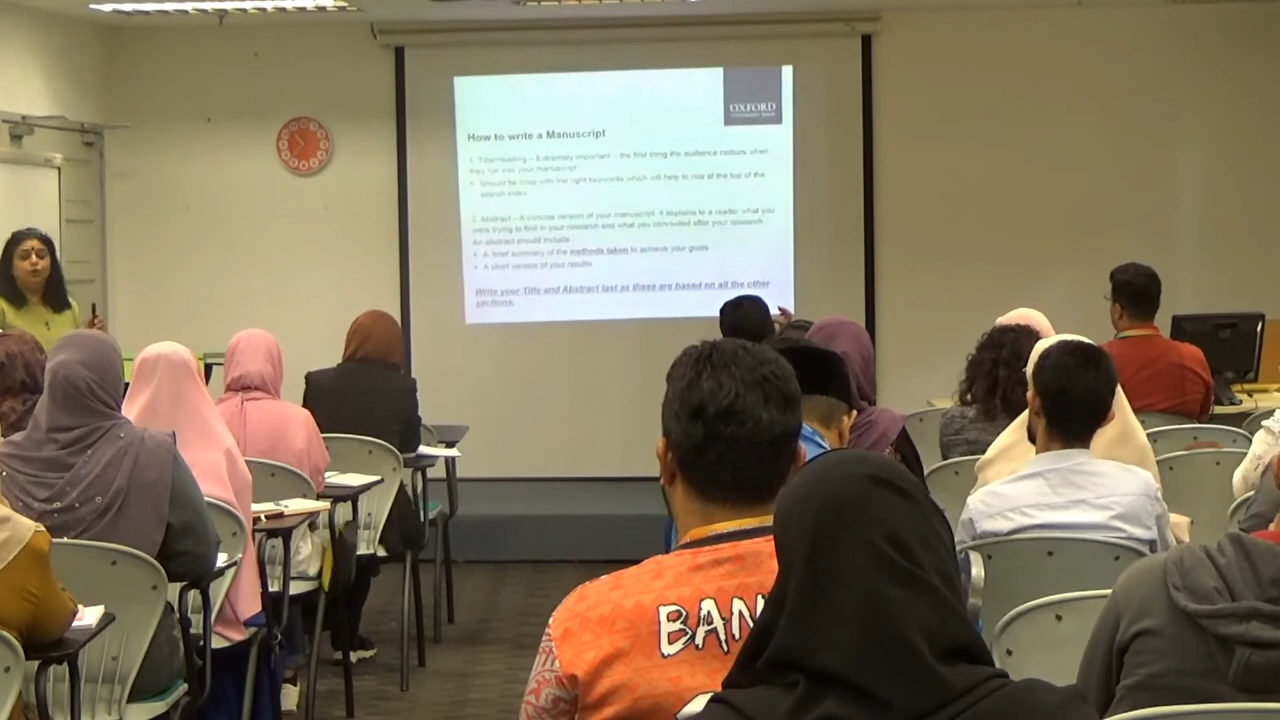 OXFORD
UNIVERSITY PRESS
How to write a Manuscript
1. Title/Heading – Extremely important – the first thing the audience notices when
they run into your manuscript
• Should be crisp with the right keywords which will help to rise at the top of the
search index
2. Abstract – A concise version of your manuscript. It explains to a reader what you
were trying to find in your research and what you concluded after your research
An abstract should include
• A brief summary of the methods taken to achieve your goals
• A short version of your results
Write your Title and Abstract last as these are based on all the other
sections.
BAN